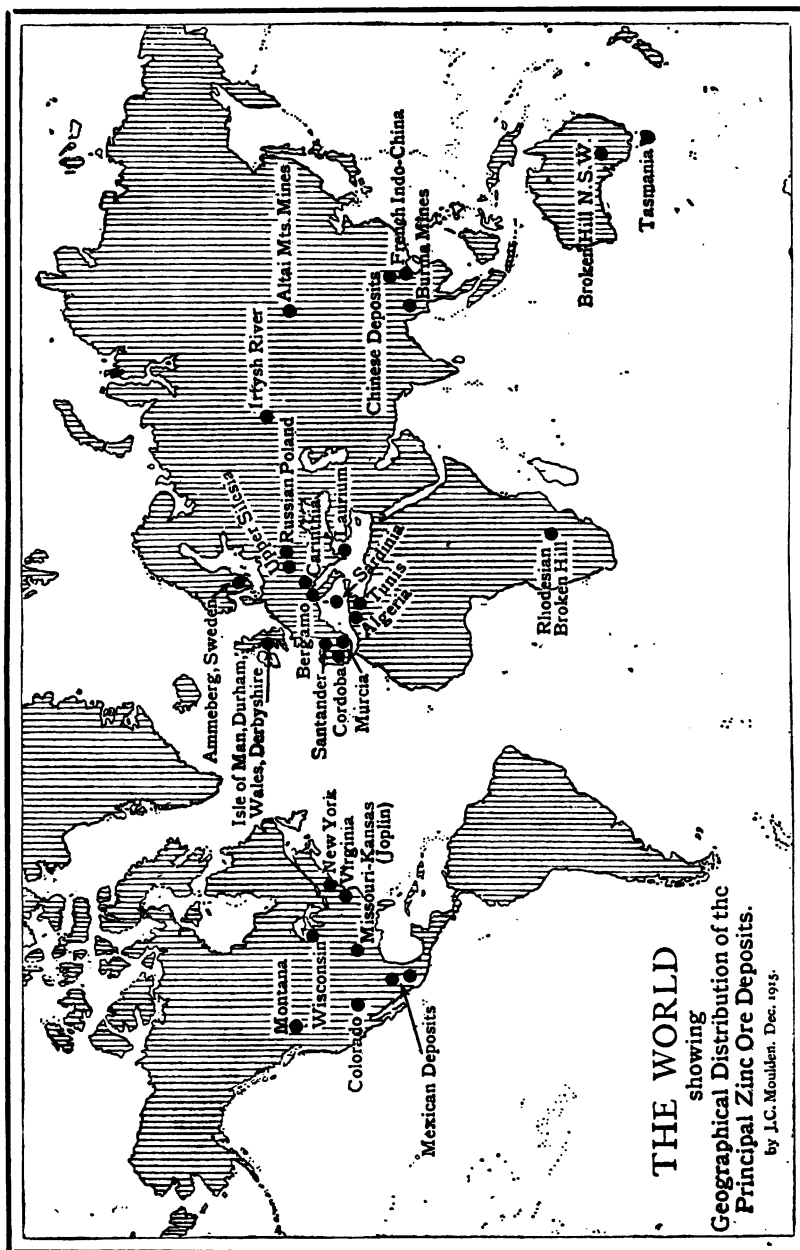 THE WORLD
showing
Geographical Distribution of the
Principal Zinc Ore Deposits.
by J.C. Moulden. Dec. 1915.
Montana
Wisconsin
Colorado
Mexican Deposits
New York
Virginia
Missouri-Kansas
(Joplin)
Ammeberg, Sweden
Isle of Man, Durham,
Wales, Derbyshire
Upper Silesia
Russian Poland
Carinthia
Laurium
Bergamo
Santander
Cordoba
Murcia
Sardinia
Tunis
Algeria
Rhodesian
Broken Hill
Irtysh River
Altai Mts. Mines
Chinese Deposits
French Indo-China
Burma Mines
Broken Hill N.S.W.
Tasmania